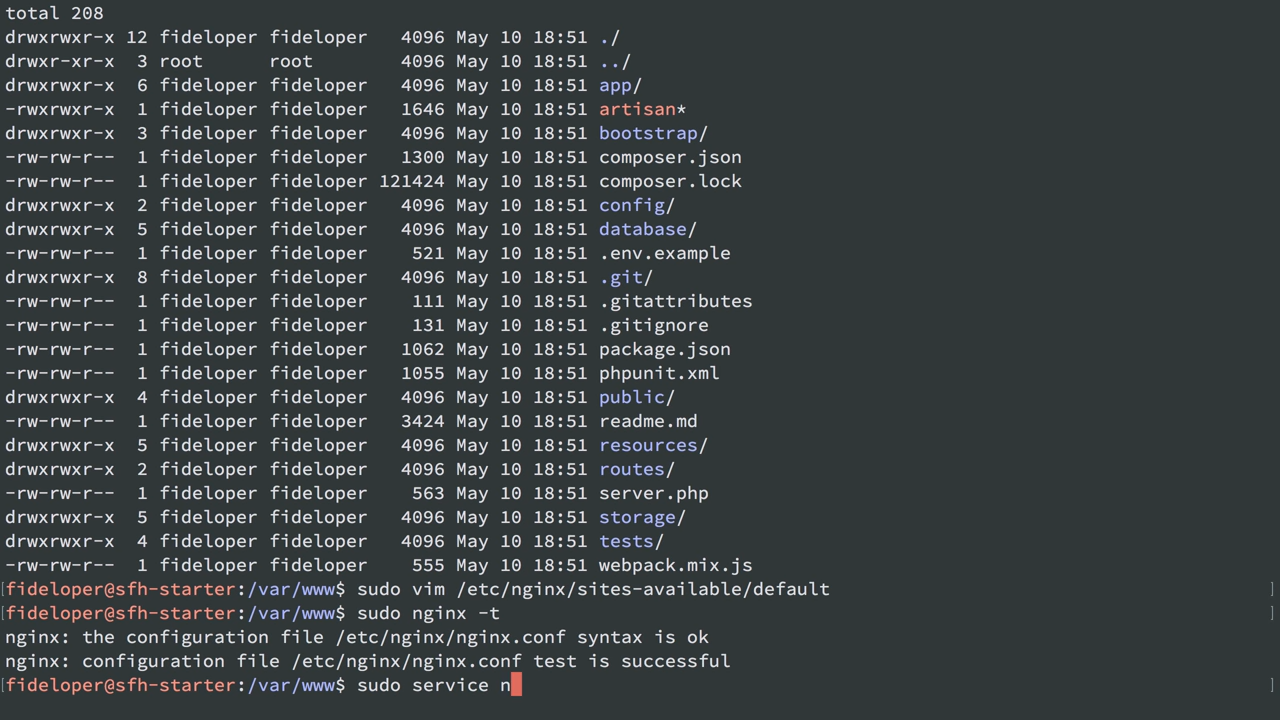 total 208
drwxrwxr-x 12 fideloper fideloper   4096 May 10 18:51 ./
drwxr-xr-x  3 root      root        4096 May 10 18:51 ../
drwxrwxr-x  6 fideloper fideloper   4096 May 10 18:51 app/
-rwxrwxr-x  1 fideloper fideloper   1646 May 10 18:51 artisan*
drwxrwxr-x  3 fideloper fideloper   4096 May 10 18:51 bootstrap/
-rw-rw-r--  1 fideloper fideloper   1300 May 10 18:51 composer.json
-rw-rw-r--  1 fideloper fideloper 121424 May 10 18:51 composer.lock
drwxrwxr-x  2 fideloper fideloper   4096 May 10 18:51 config/
drwxrwxr-x  5 fideloper fideloper   4096 May 10 18:51 database/
-rw-rw-r--  1 fideloper fideloper    521 May 10 18:51 .env.example
drwxrwxr-x  8 fideloper fideloper   4096 May 10 18:51 .git/
-rw-rw-r--  1 fideloper fideloper    111 May 10 18:51 .gitattributes
-rw-rw-r--  1 fideloper fideloper    131 May 10 18:51 .gitignore
-rw-rw-r--  1 fideloper fideloper   1062 May 10 18:51 package.json
-rw-rw-r--  1 fideloper fideloper   1055 May 10 18:51 phpunit.xml
drwxrwxr-x  4 fideloper fideloper   4096 May 10 18:51 public/
-rw-rw-r--  1 fideloper fideloper   3424 May 10 18:51 readme.md
drwxrwxr-x  5 fideloper fideloper   4096 May 10 18:51 resources/
drwxrwxr-x  2 fideloper fideloper   4096 May 10 18:51 routes/
-rw-rw-r--  1 fideloper fideloper    563 May 10 18:51 server.php
drwxrwxr-x  5 fideloper fideloper   4096 May 10 18:51 storage/
drwxrwxr-x  4 fideloper fideloper   4096 May 10 18:51 tests/
-rw-rw-r--  1 fideloper fideloper    555 May 10 18:51 webpack.mix.js
[fideloper@sfh-starter:/var/www$ sudo vim /etc/nginx/sites-available/default ]
[fideloper@sfh-starter:/var/www$ sudo nginx -t ]
nginx: the configuration file /etc/nginx/nginx.conf syntax is ok
nginx: configuration file /etc/nginx/nginx.conf test is successful
[fideloper@sfh-starter:/var/www$ sudo service n ]